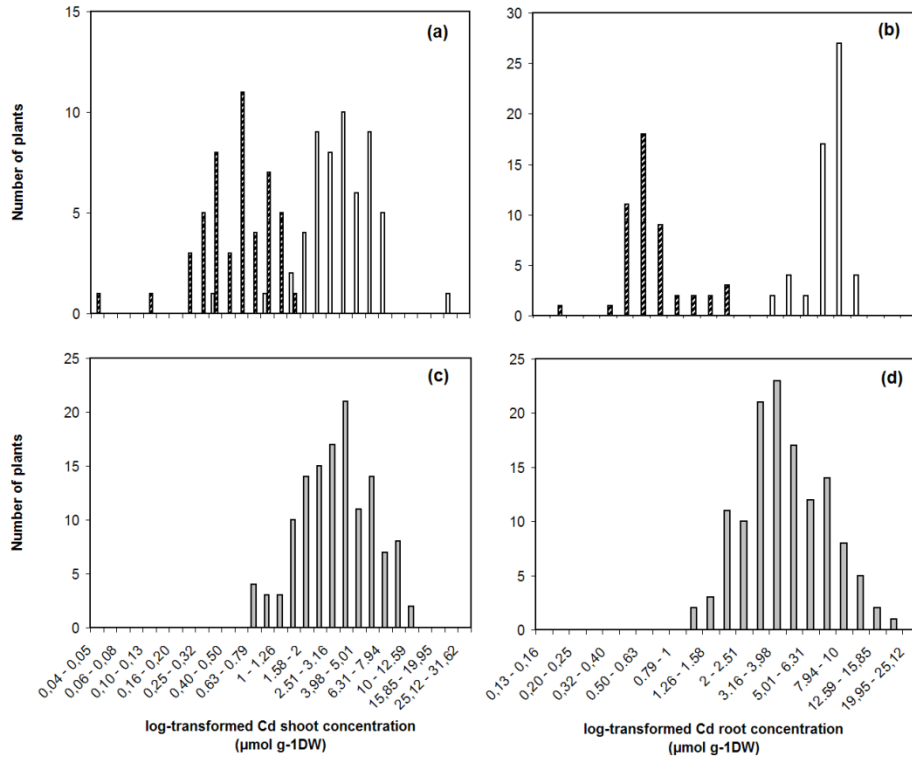 15
10
5
0
Number of plants
(a)
30
25
20
15
10
5
0
(b)
25
20
15
10
5
0
Number of plants
(c)
0,04 - 0,05
0,06 - 0,08
0,10 - 0,13
0,16 - 0,20
0,25 - 0,32
0,40 - 0,50
0,63 - 0,79
1 - 1,26
1,58 - 2
2,51 - 3,16
3,98 - 5,01
6,31 - 7,94
10 - 12,59
15,85 - 19,95
25,12 - 31,62
log-transformed Cd shoot concentration
(µmol g-1DW)
25
20
15
10
5
0
(d)
0,13 - 0,16
0,20 - 0,25
0,32 - 0,40
0,50 - 0,63
0,79 - 1
1,26 - 1,58
2 - 2,51
3,16 - 3,98
5,01 - 6,31
7,94 - 10
12,59 - 15,85
19,95 - 25,12
log-transformed Cd root concentration
(µmol g-1DW)